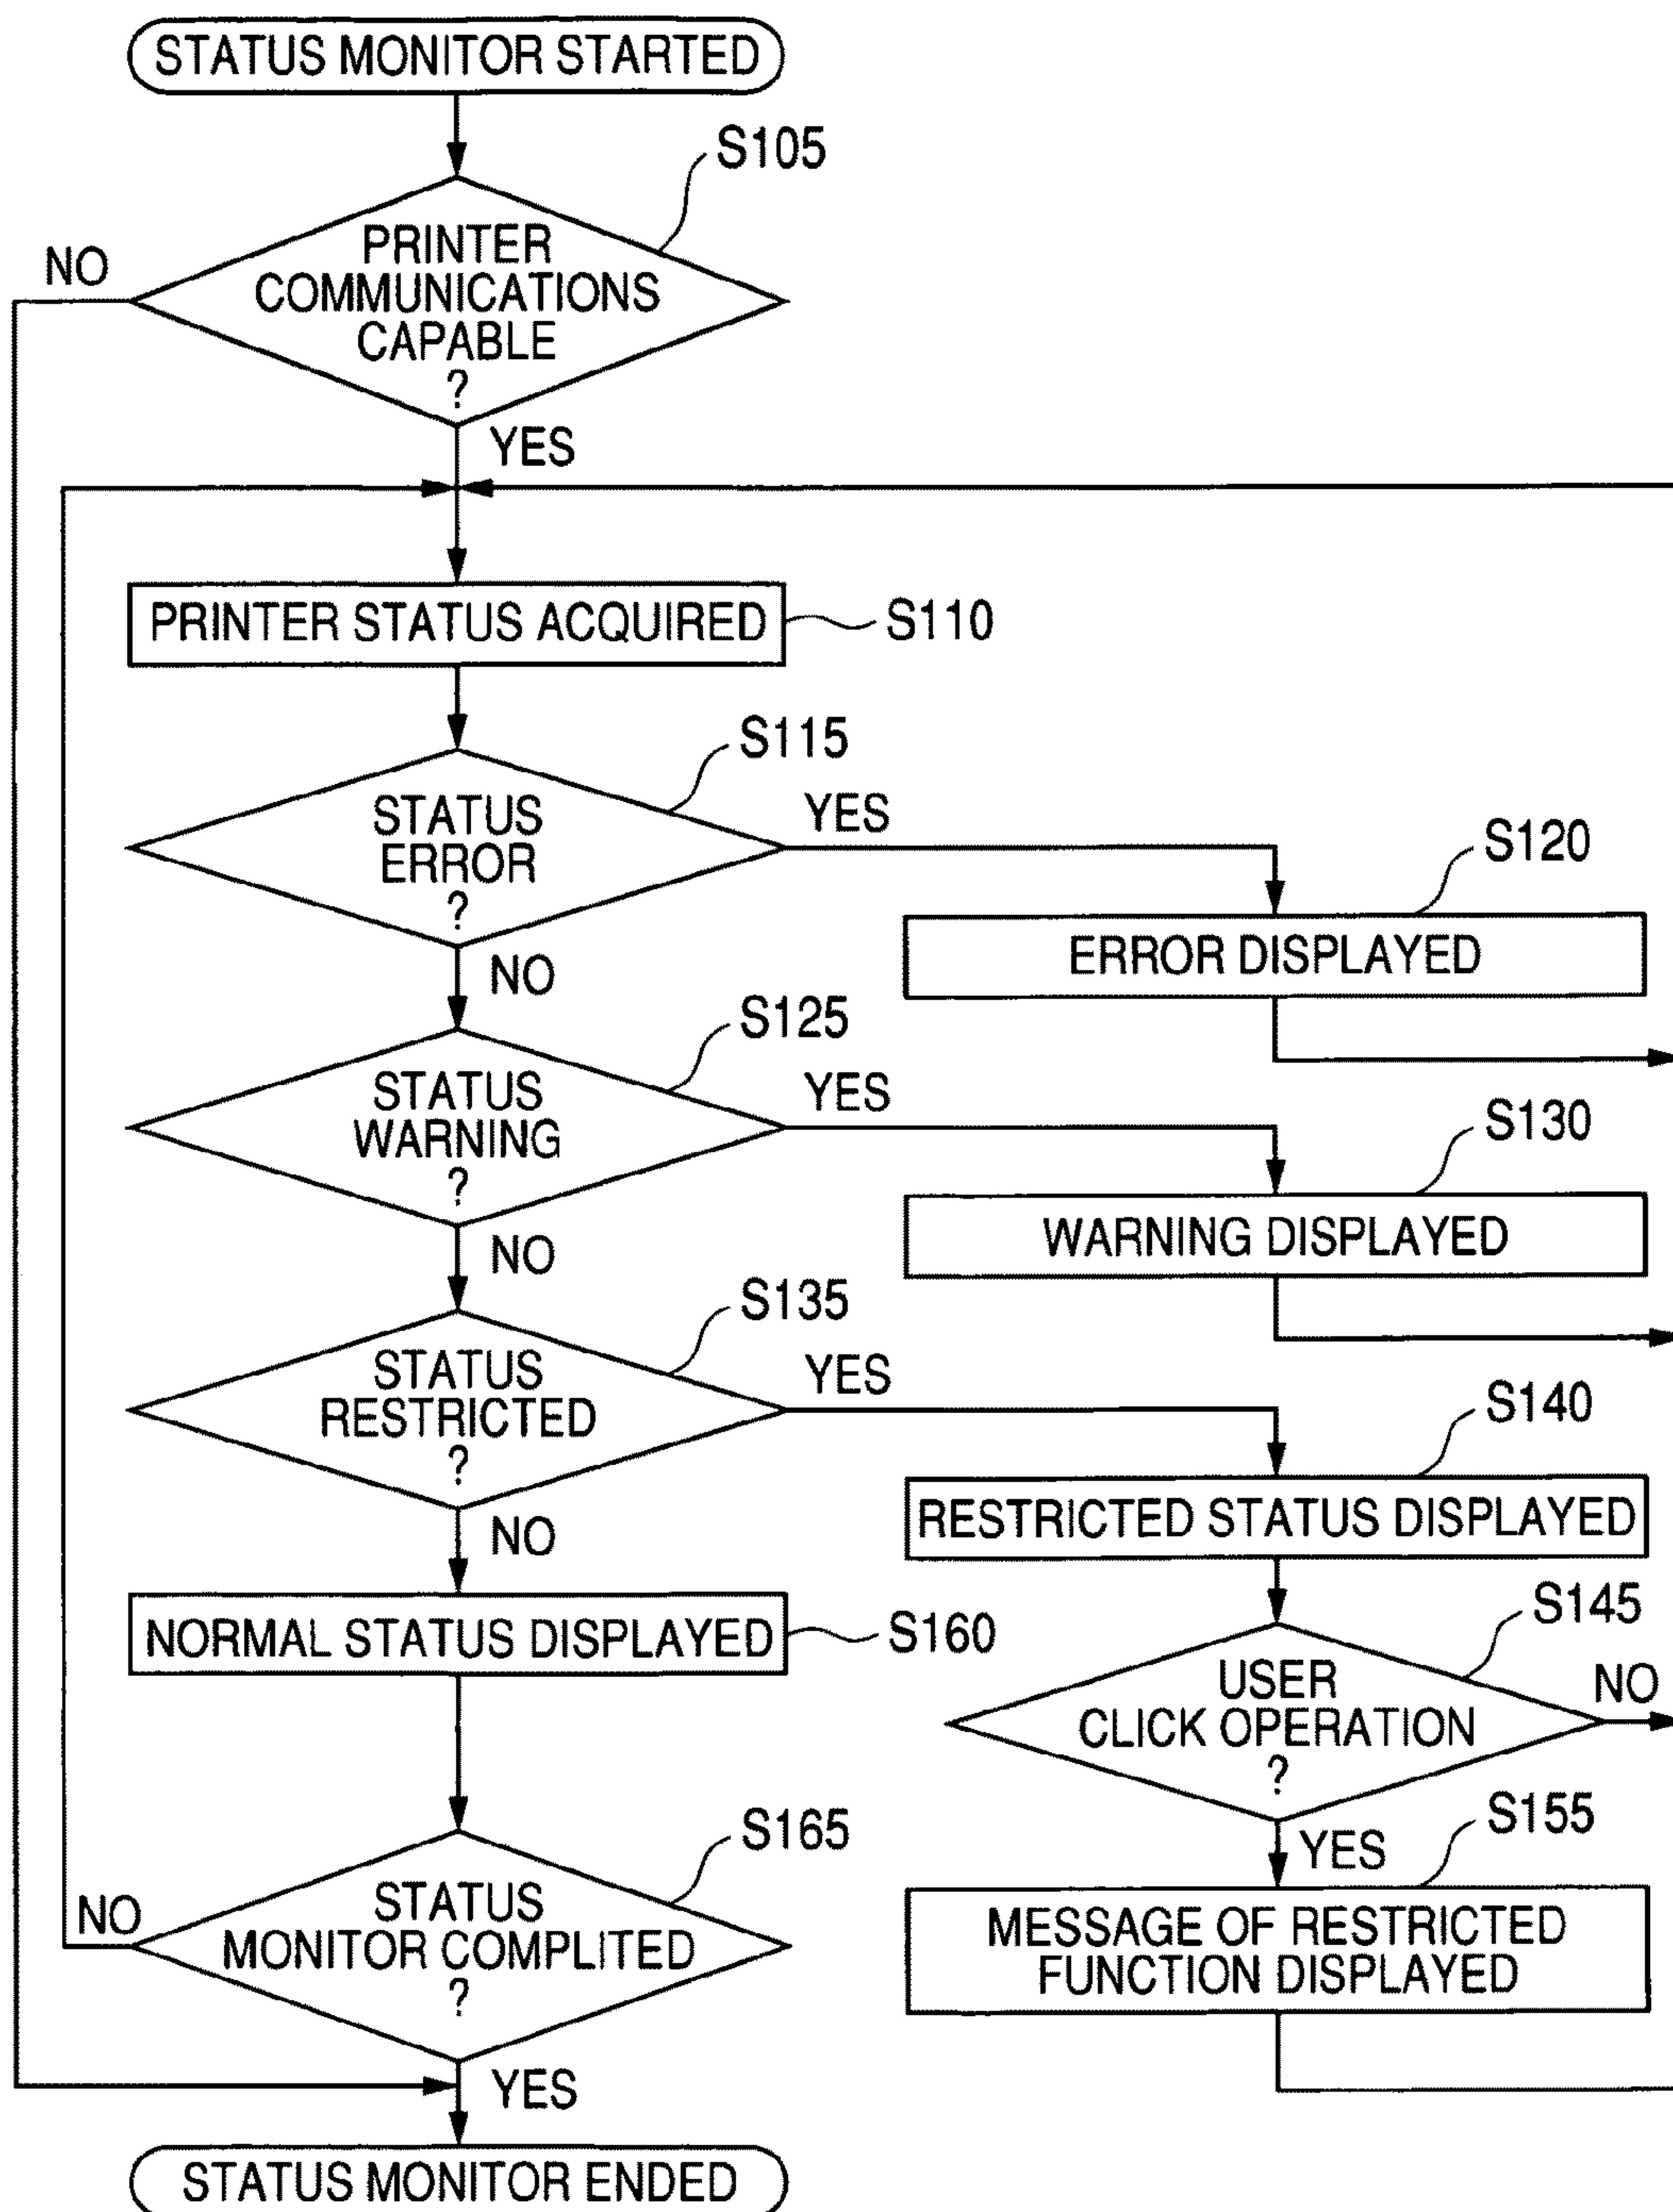 STATUS MONITOR STARTED
S105
PRINTER
COMMUNICATIONS
CAPABLE
?
NO
YES
PRINTER STATUS ACQUIRED
S110
S115
STATUS
ERROR
?
YES
NO
S120
ERROR DISPLAYED
S125
STATUS
WARNING
?
YES
NO
S130
WARNING DISPLAYED
S135
STATUS
RESTRICTED
?
YES
NO
S140
RESTRICTED STATUS DISPLAYED
NORMAL STATUS DISPLAYED
S160
S145
USER
CLICK OPERATION
?
NO
YES
S155
MESSAGE OF RESTRICTED
FUNCTION DISPLAYED
S165
STATUS
MONITOR COMPLITED
?
NO
YES
STATUS MONITOR ENDED